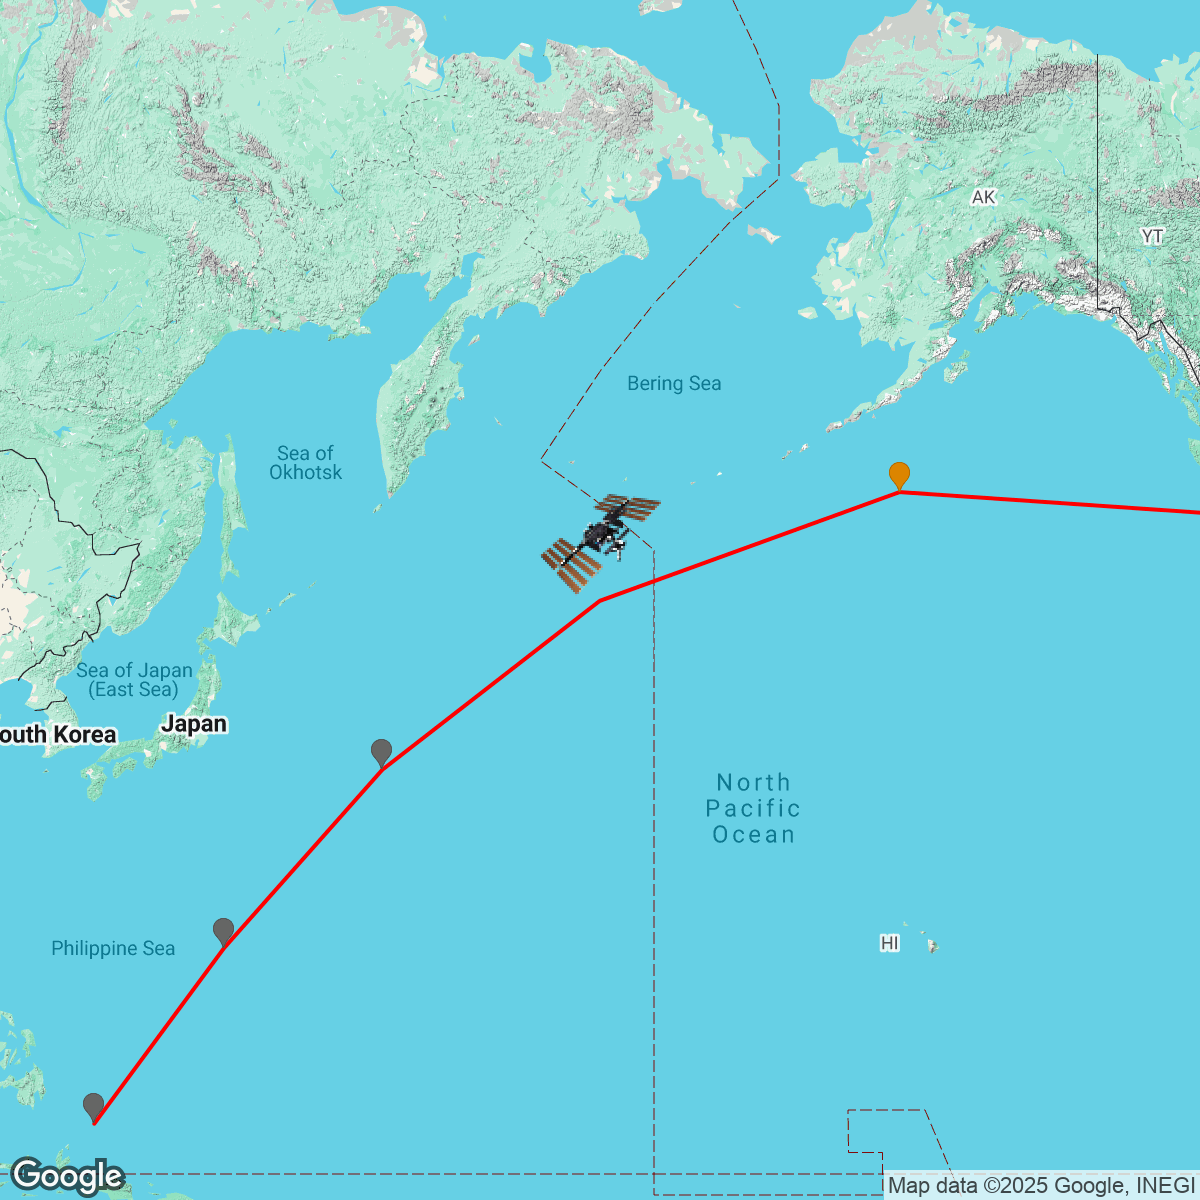 AK
YT
Bering Sea
Sea of
Okhotsk
Sea of Japan
(East Sea)
Japan
outh Korea
North
Pacific
Ocean
Philippine Sea
HI
Google
Map data ©2025 Google, INEGI